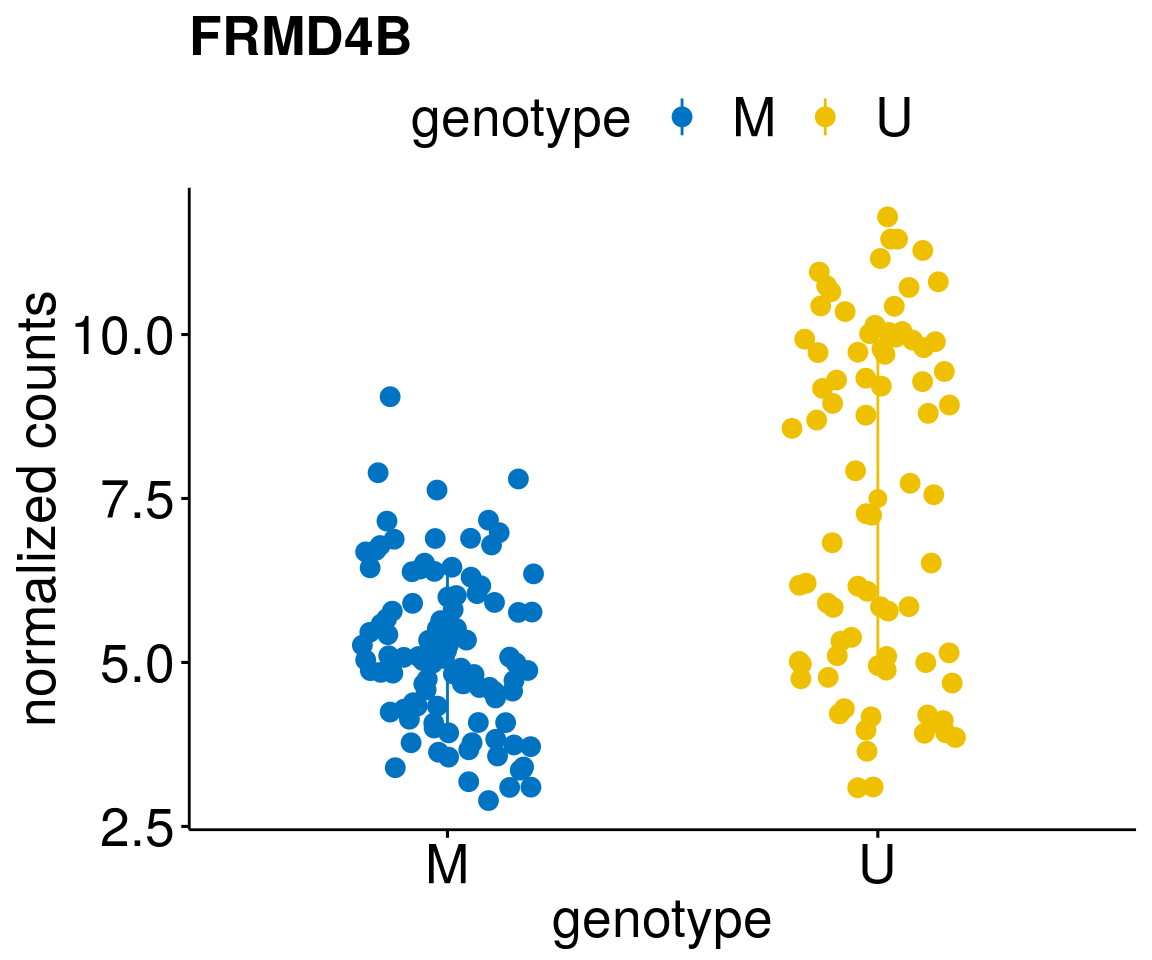 FRMD4B
genotype M U
normalized counts
10.0
7.5
5.0
2.5
M U
genotype